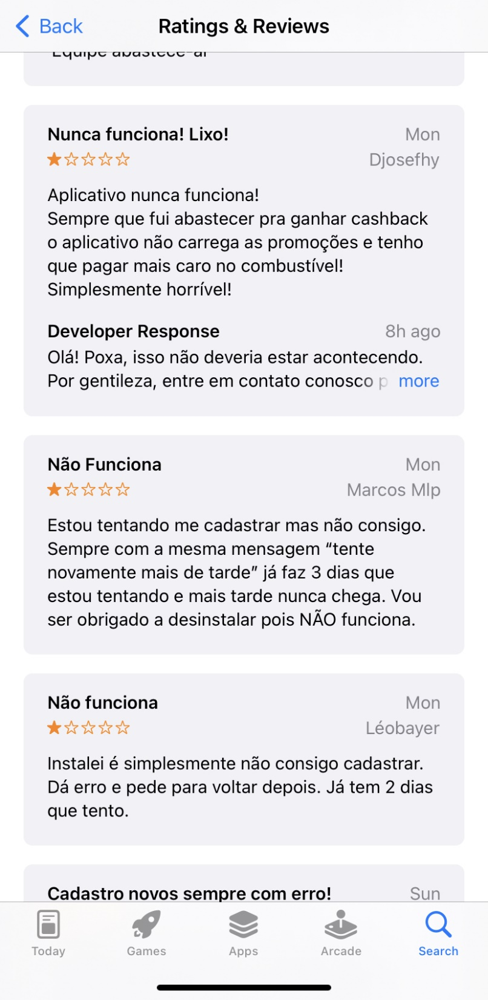 Back
Ratings & Reviews
Equipe abastece-aí
Nunca funciona! Lixo!
Mon
Djosefhy
Aplicativo nunca funciona!
Sempre que fui abastecer pra ganhar cashback
o aplicativo não carrega as promoções e tenho
que pagar mais caro no combustível!
Simplesmente horrível!
Developer Response
8h ago
Olá! Poxa, isso não deveria estar acontecendo.
Por gentileza, entre em contato conosco p more
Não Funciona
Mon
Marcos Mlp
Estou tentando me cadastrar mas não consigo.
Sempre com a mesma mensagem “tente
novamente mais de tarde” já faz 3 dias que
estou tentando e mais tarde nunca chega. Vou
ser obrigado a desinstalar pois NÃO funciona.
Não funciona
Mon
Léobayer
Instalei é simplesmente não consigo cadastrar.
Dá erro e pede para voltar depois. Já tem 2 dias
que tento.
Cadastro novos sempre com erro!
Sun
Today
Games
Apps
Arcade
Search